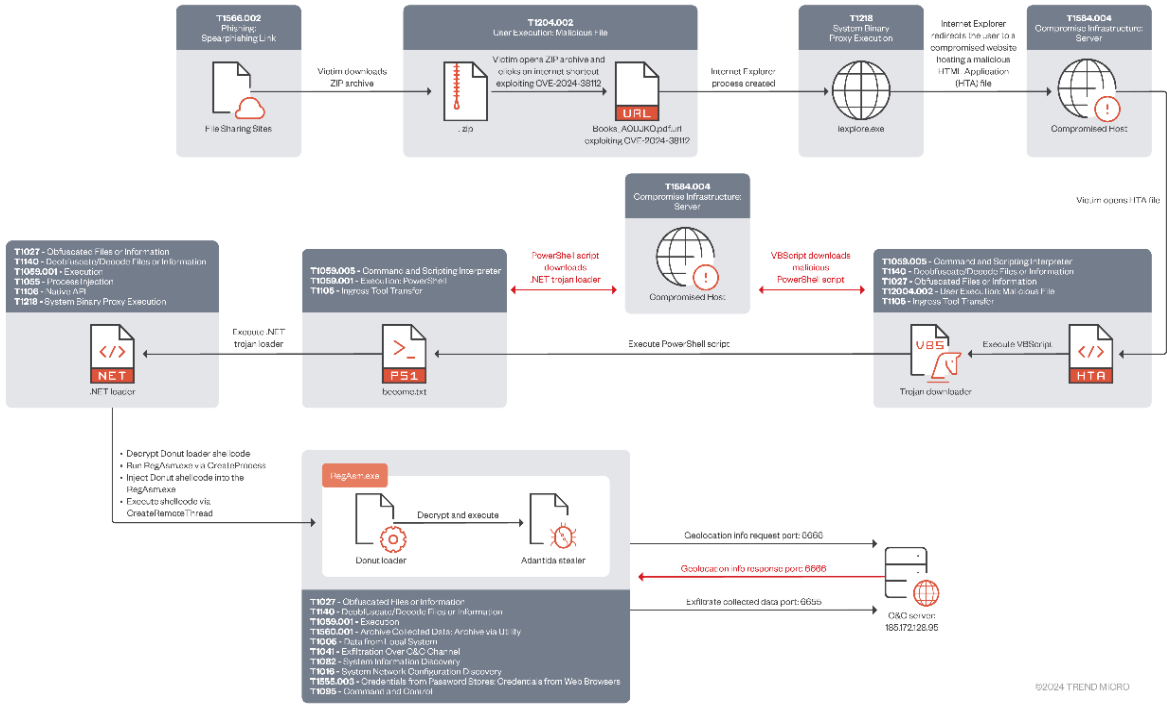 T1566.002
Phishing:
Spearphishing Link
File Sharing Sites
Victim downloads
ZIP archive
T1204.002
User Execution: Malicious File
Victim opens ZIP archive and
clicks on internet shortcut
exploiting CVE-2024-38112
.zip
URL
Books_A0UJKO.pdf.url
exploiting CVE-2024-38112
Internet Explorer
process created
T1218
System Binary
Proxy Execution
iexplore.exe
Internet Explorer
redirects the user to a
compromised website
hosting a malicious
HTML Application
(HTA) file
T1584.004
Compromise Infrastructure:
Server
Compromised Host
Victim opens HTA file
T1584.004
Compromise Infrastructure:
Server
Compromised Host
PowerShell script
downloads
.NET trojan loader
VBScript downloads
malicious
PowerShell script
T1059.005 - Command and Scripting Interpreter
T1140 - Deobfuscate/Decode Files or Information
T1027 - Obfuscated Files or Information
T12004.002 - User Execution: Malicious File
T1105 - Ingress Tool Transfer
Execute VBScript
VBS
Trojan downloader
HTA
Execute PowerShell script
T1059.005 - Command and Scripting Interpreter
T1059.001 - Execution: PowerShell
T1105 - Ingress Tool Transfer
PS1
become.txt
Execute .NET
trojan loader
T1027 - Obfuscated Files or Information
T1140 - Deobfuscate/Decode Files or Information
T1059.001 - Execution
T1055 - Process Injection
T1106 - Native API
T1218 - System Binary Proxy Execution
NET
.NET loader
• Decrypt Donut loader shellcode
• Run RegAsm.exe via CreateProcess
• Inject Donut shellcode into the
RegAsm.exe
• Execute shellcode via
CreateRemoteThread
RegAsm.exe
Donut loader
Decrypt and execute
Atlantida stealer
T1027 - Obfuscated Files or Information
T1140 - Deobfuscate/Decode Files or Information
T1059.001 - Execution
T1560.001 - Archive Collected Data: Archive via Utility
T1005 - Data from Local System
T1041 - Exfiltration Over C&C Channel
T1082 - System Information Discovery
T1016 - System Network Configuration Discovery
T1555.003 - Credentials from Password Stores: Credentials from Web Browsers
T1095 - Command and Control
Geolocation info request port: 6666
Geolocation info response port: 6666
Exfiltrate collected data port: 6655
C&C server:
185.172.128.95
©2024 TREND MICRO